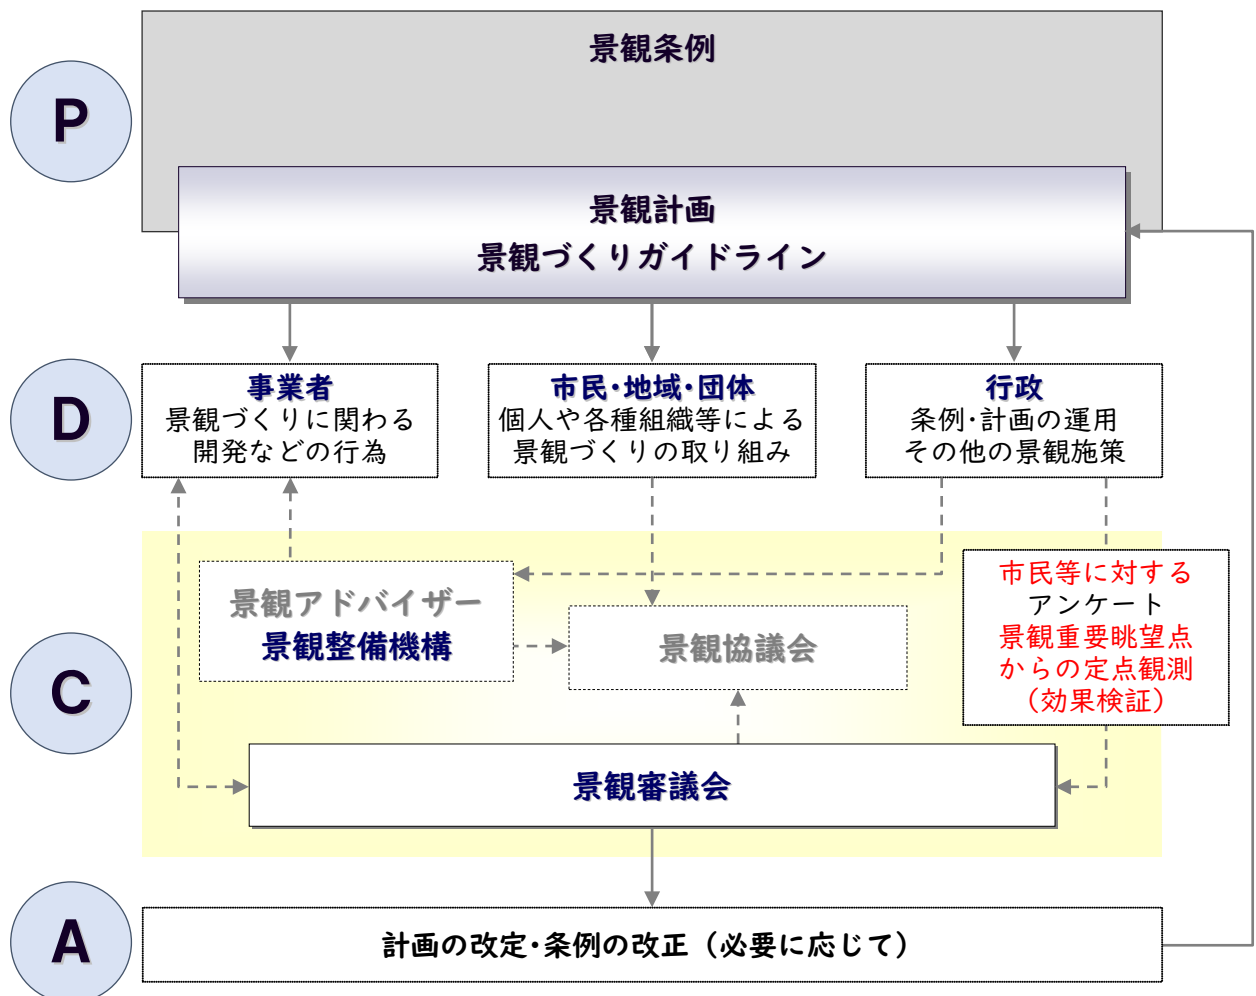 P
景観条例
景観計画
景観づくりガイドライン
D
事業者
景観づくりに関わる
開発などの行為
市民・地域・団体
個人や各種組織等による
景観づくりの取り組み
行政
条例・計画の運用
その他の景観施策
C
景観アドバイザー
景観整備機構
景観協議会
市民等に対する
アンケート
景観重要眺望点
からの定点観測
（効果検証）
景観審議会
A
計画の改定・条例の改正（必要に応じて）